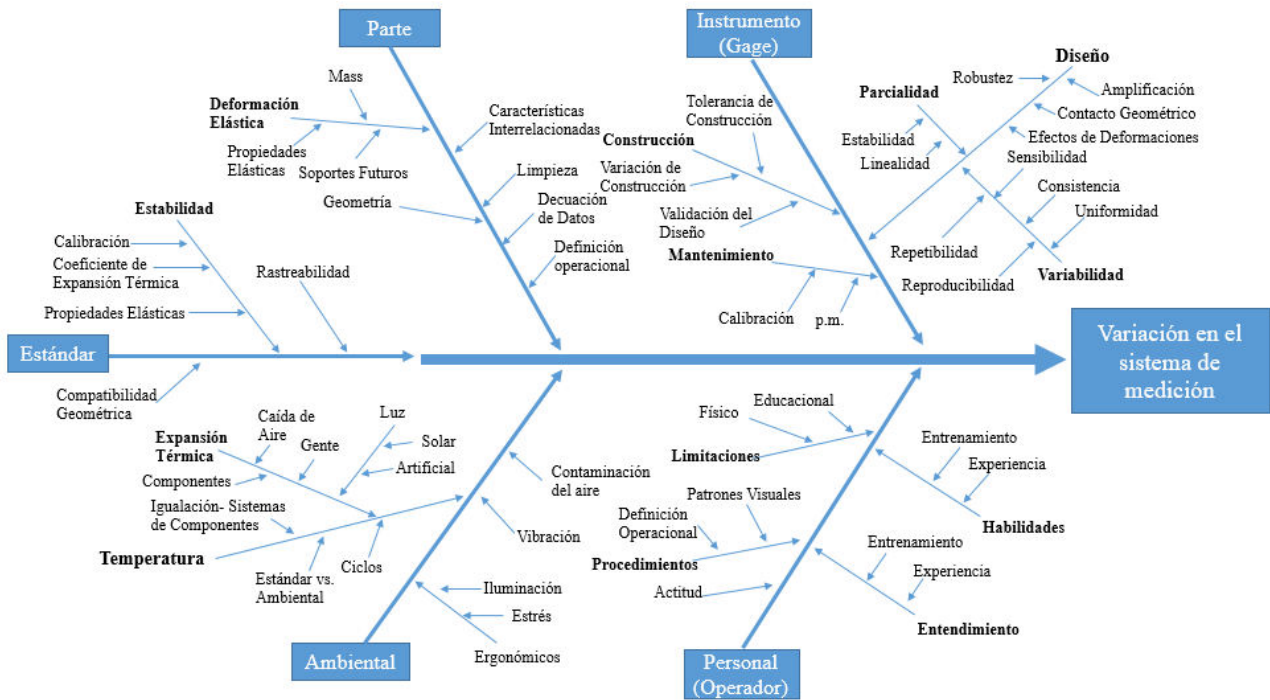 Parte
Instrumento
(Gage)
Mass
Deformación
Elástica
Propiedades
Elásticas
Soportes Futuros
Características
Interrelacionadas
Limpieza
Geometría
Decuación
de Datos
Definición
operacional
Tolerancia de
Construcción
Construcción
Variación de
Construcción
Validación del
Diseño
Mantenimiento
Calibración
p.m.
Diseño
Robustez
Amplificación
Contacto Geométrico
Efectos de Deformaciones
Parcialidad
Estabilidad
Linealidad
Sensibilidad
Consistencia
Uniformidad
Repetibilidad
Reproducibilidad
Variabilidad
Estabilidad
Calibración
Coeficiente de
Expansión Térmica
Propiedades Elásticas
Rastreabilidad
Estándar
Compatibilidad
Geométrica
Variación en el
sistema de
medición
Expansión
Térmica
Caída de
Aire
Gente
Luz
Solar
Artificial
Componentes
Igualación- Sistemas
de Componentes
Temperatura
Estándar vs.
Ambiental
Ciclos
Contaminación
del aire
Vibración
Iluminación
Estrés
Ergonómicos
Ambiental
Físico
Educacional
Limitaciones
Entrenamiento
Experiencia
Habilidades
Patrones Visuales
Definición
Operacional
Procedimientos
Actitud
Entrenamiento
Experiencia
Entendimiento
Personal
(Operador)